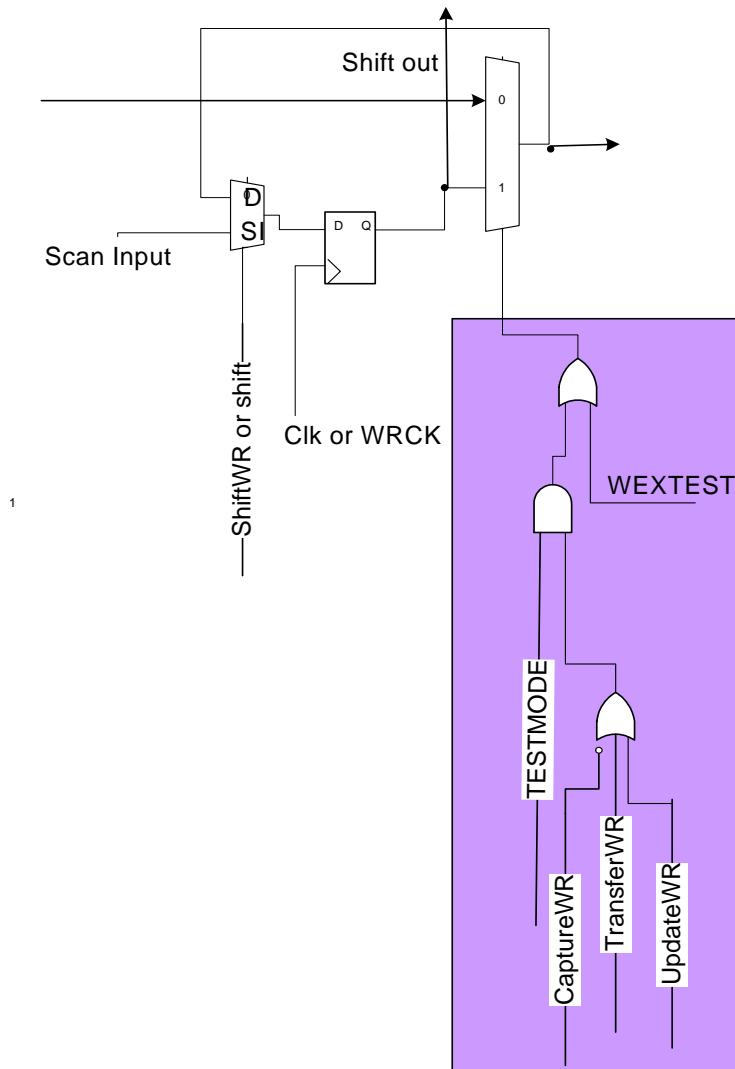 Shift out
0
1
0
D
SI
D Q
Scan Input
ShiftWR or shift
Clk or WRCK
WEXTEST
1
TESTMODE
CaptureWR
TransferWR
UpdateWR